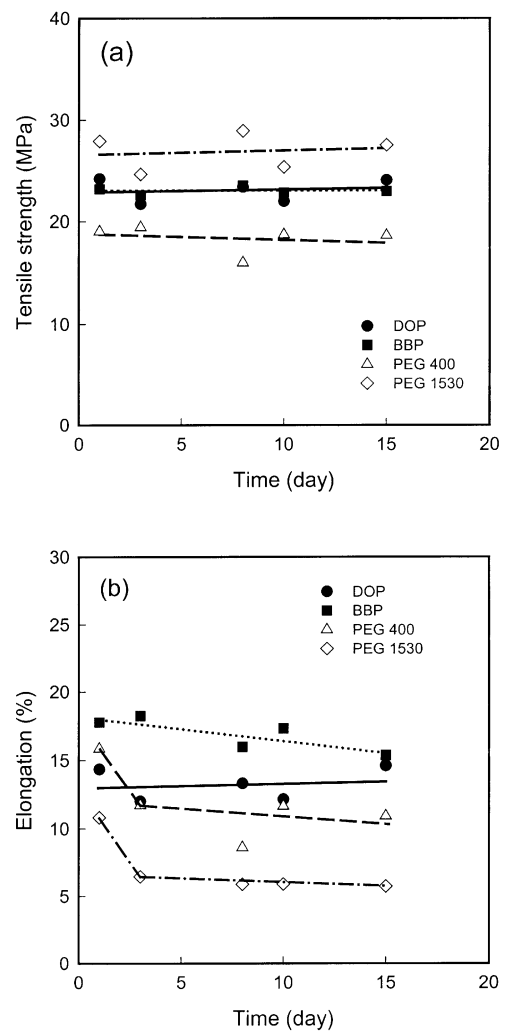 (a)
Tensile strength (MPa)
40
30
20
10
0
DOP
BBP
PEG 400
PEG 1530
0 5 10 15 20
Time (day)
(b)
Elongation (%)
30
25
20
15
10
5
0
DOP
BBP
PEG 400
PEG 1530
0 5 10 15 20
Time (day)